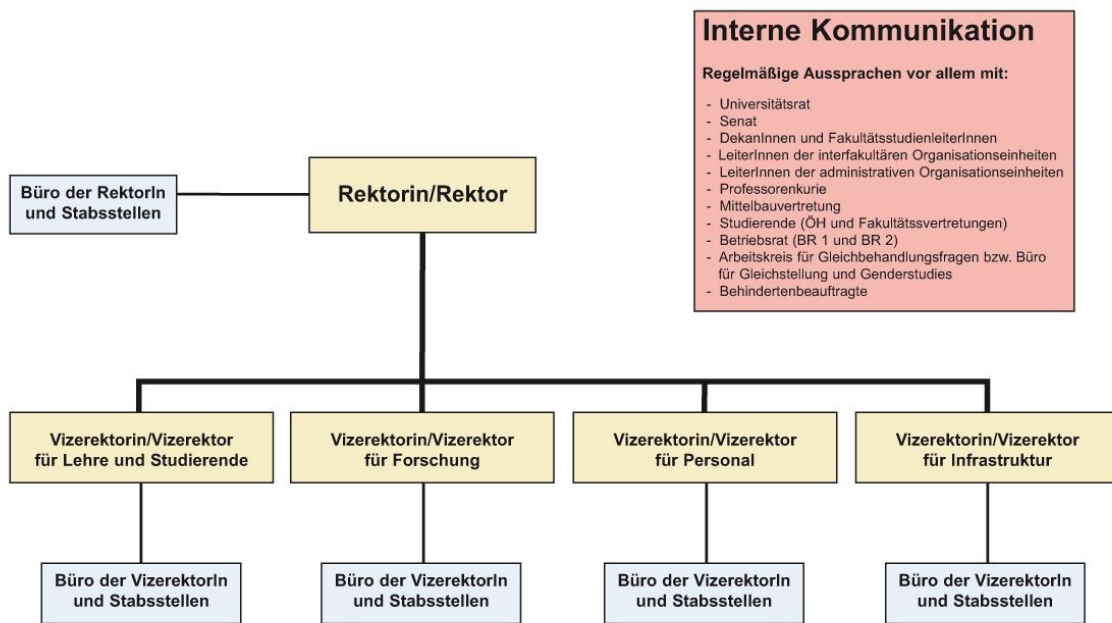 Interne Kommunikation
Regelmäßige Aussprachen vor allem mit:
- Universitätsrat
- Senat
- DekanInnen und FakultätsstudienleiterInnen
- LeiterInnen der interfakultären Organisationseinheiten
- LeiterInnen der administrativen Organisationseinheiten
- Professorenkurie
- Mittelbauvertretung
- Studierende (ÖH und Fakultätssvertretungen)
- Betriebsrat (BR 1 und BR 2)
- Arbeitskreis für Gleichbehandlungsfragen bzw. Büro
für Gleichstellung und Genderstudies
- Behindertenbeauftragte
Büro der RektorIn
und Stabsstellen
Rektorin/Rektor
Vizerektorin/Vizerektor
für Lehre und Studierende
Vizerektorin/Vizerektor
für Forschung
Vizerektorin/Vizerektor
für Personal
Vizerektorin/Vizerektor
für Infrastruktur
Büro der VizerektorIn
und Stabsstellen
Büro der VizerektorIn
und Stabsstellen
Büro der VizerektorIn
und Stabsstellen
Büro der VizerektorIn
und Stabsstellen